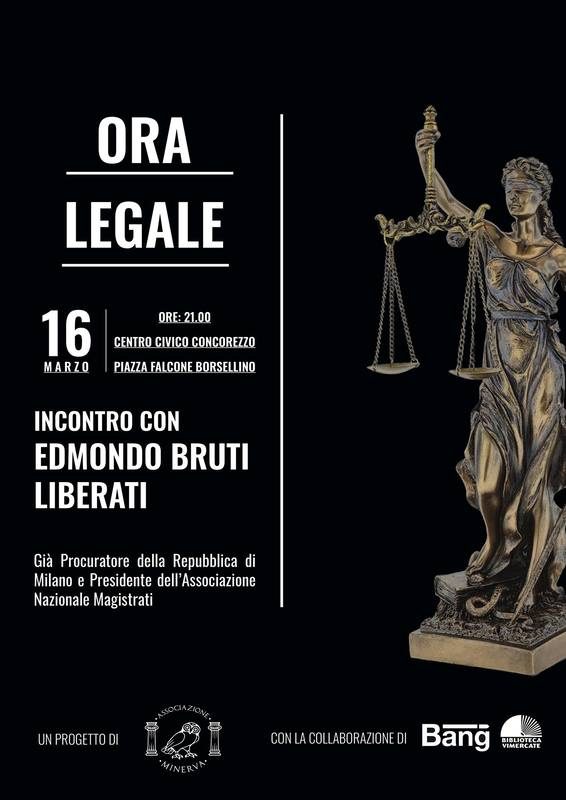 ORA
LEGALE
16
MARZO
ORE: 21.00
CENTRO CIVICO CONCOREZZO
PIAZZA FALCONE BORSELLINO
INCONTRO CON
EDMONDO BRUTI
LIBERATI
Già Procuratore della Repubblica di
Milano e Presidente dell'Associazione
Nazionale Magistrati
UN PROGETTO DI
ASSOCIAZIONE
MINERVA
CON LA COLLABORAZIONE DI
Bang
BIBLIOTECA
VIMERCATE